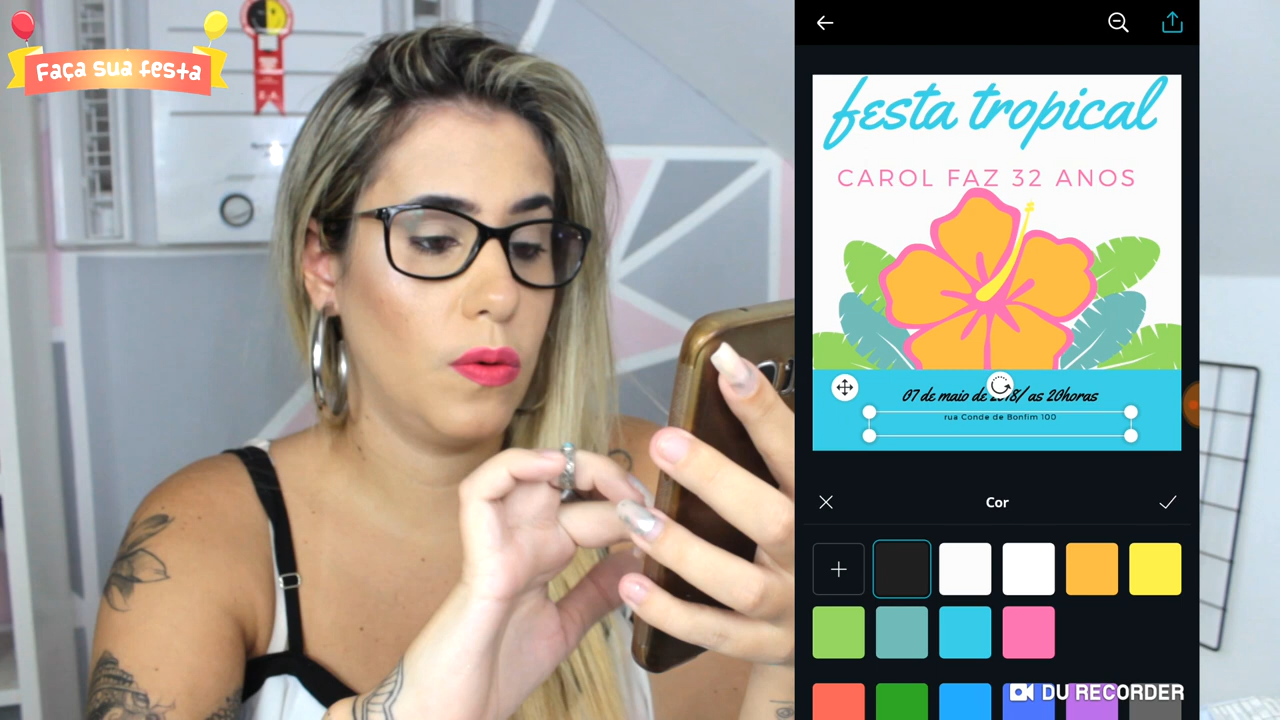 Faça sua festa
festa tropical
CAROL FAZ 32 ANOS
07 de maio de 2018/ as 20horas
rua Conde de Bonfim 100
Cor
DU RECORDER